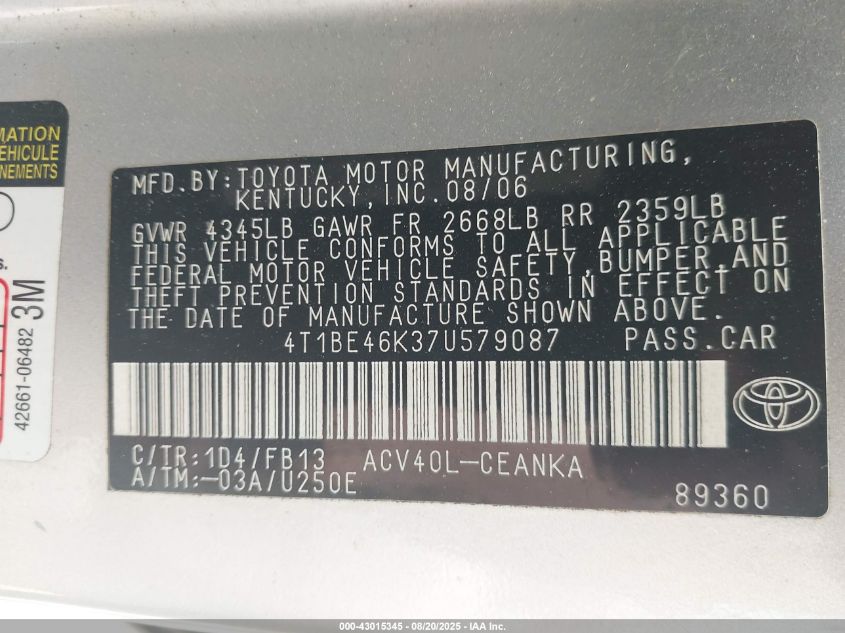 MATION
EHICULE
NEMENTS
s.
42661-06482 3M
MFD.BY:TOYOTA MOTOR MANUFACTURING,
KENTUCKY,INC.08/06
GVWR 4345LB GAWR FR 2668LB RR 2359LB
THIS VEHICLE CONFORMS TO ALL APPLICABLE
FEDERAL MOTOR VEHICLE SAFETY,BUMPER,AND
THEFT PREVENTION STANDARDS IN EFFECT ON
THE DATE OF MANUFACTURE SHOWN ABOVE.
4T1BE46K37U579087 PASS.CAR
C/TR:1D4/FB13 ACV40L-CEANKA
A/TM:-03A/U250E
89360
000-43015345 - 08/20/2025 - IAA Inc.